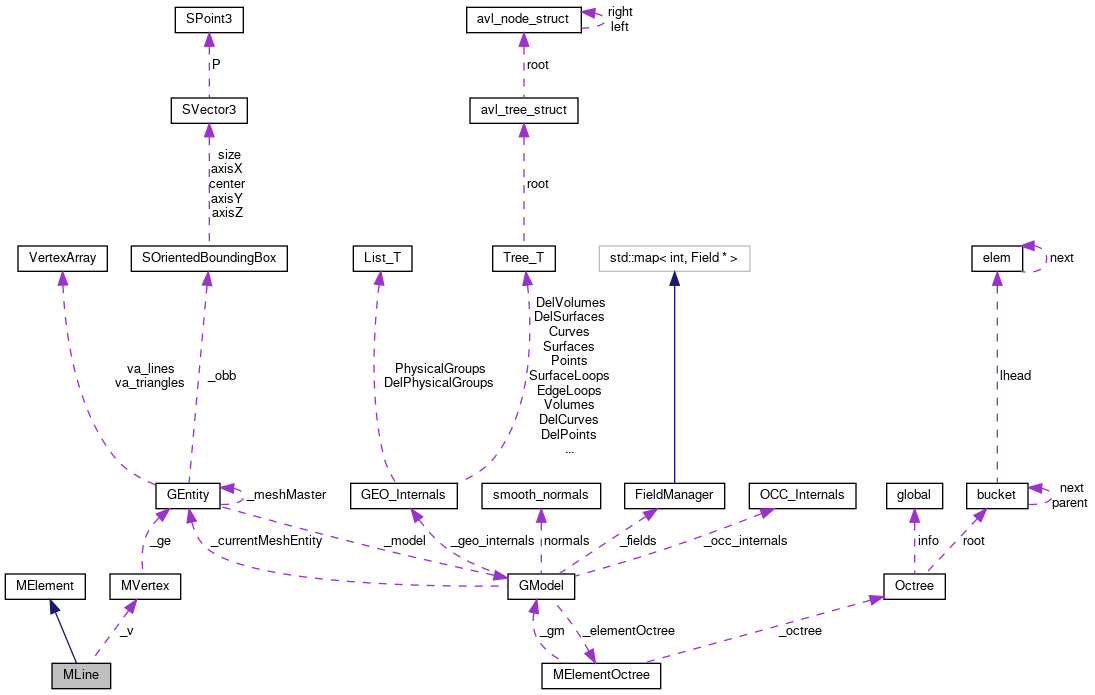 SPoint3
avl_node_struct
right
left
P
root
SVector3
avl_tree_struct
size
axisX
center
axisY
axisZ
root
VertexArray
SOrientedBoundingBox
List_T
Tree_T
std::map< int, Field * >
elem
next
va_lines
va_triangles
_obb
PhysicalGroups
DelPhysicalGroups
DelVolumes
DelSurfaces
Curves
Surfaces
Points
SurfaceLoops
EdgeLoops
Volumes
DelCurves
DelPoints
...
lhead
GEntity
_meshMaster
GEO_Internals
smooth_normals
FieldManager
OCC_Internals
global
bucket
next
parent
_ge
_currentMeshEntity
_model
_geo_internals
normals
_fields
_occ_internals
info
root
MElement
MVertex
GModel
Octree
_v
_gm
_elementOctree
_octree
MLine
MElementOctree